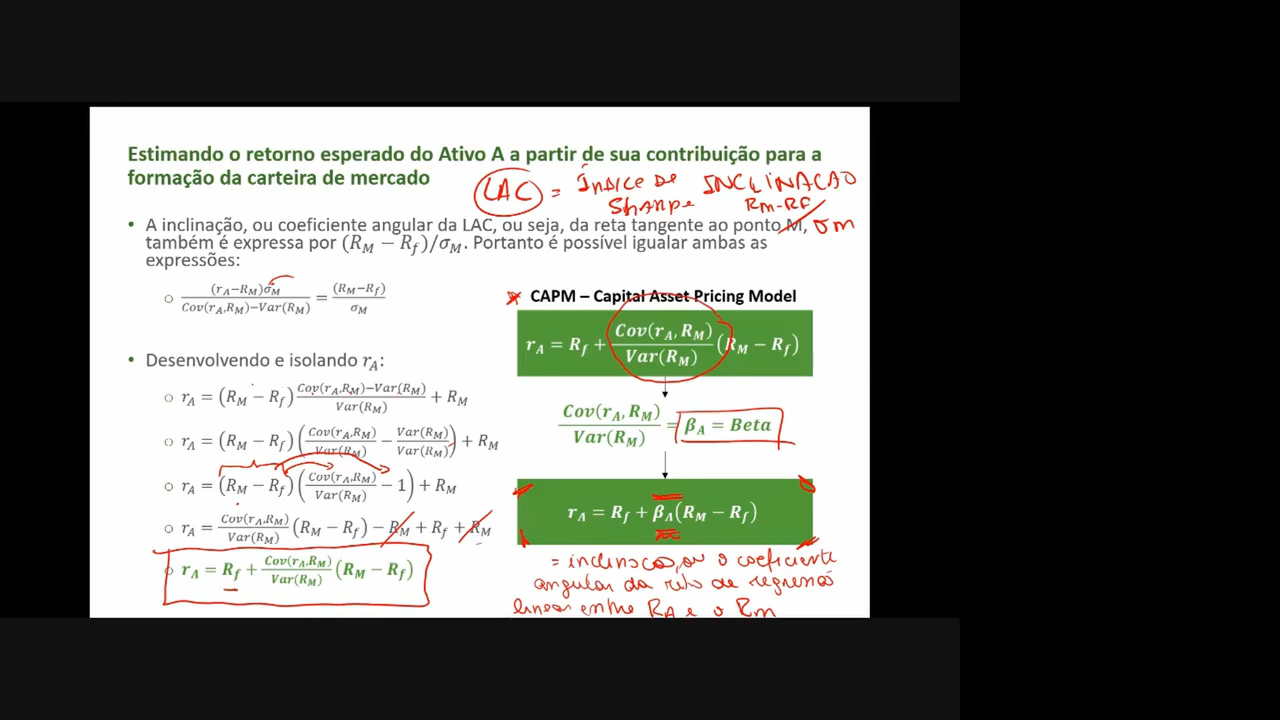 Estimando o retorno esperado do Ativo A a partir de sua contribuição para a
formação da carteira de mercado
LAC = Índice de Sharpe
INCLINACAO
RM-RF / σm
• A inclinação, ou coeficiente angular da LAC, ou seja, da reta tangente ao ponto M,
também é expressa por (R_M − R_f)/σ_M. Portanto é possível igualar ambas as
expressões:
○ (r_A−R_M)σ_M / Cov(r_A,R_M)−Var(R_M) = (R_M−R_f) / σ_M
• Desenvolvendo e isolando r_A:
○ r_A = (R_M − R_f) Cov(r_A,R_M)−Var(R_M) / Var(R_M) + R_M
○ r_A = (R_M − R_f) (Cov(r_A,R_M) / Var(R_M) − Var(R_M) / Var(R_M)) + R_M
○ r_A = (R_M − R_f) (Cov(r_A,R_M) / Var(R_M) − 1) + R_M
○ r_A = Cov(r_A,R_M) / Var(R_M) (R_M − R_f) − R_M + R_f + R_M
○ r_A = R_f + Cov(r_A,R_M) / Var(R_M) (R_M − R_f)
CAPM – Capital Asset Pricing Model
r_A = R_f + Cov(r_A, R_M) / Var(R_M) (R_M − R_f)
Cov(r_A, R_M) / Var(R_M) = β_A = Beta
r_A = R_f + β_A(R_M − R_f)
= inclinacao, ou o coeficiente
angular da reta de regressão
linear entre RA e o RM